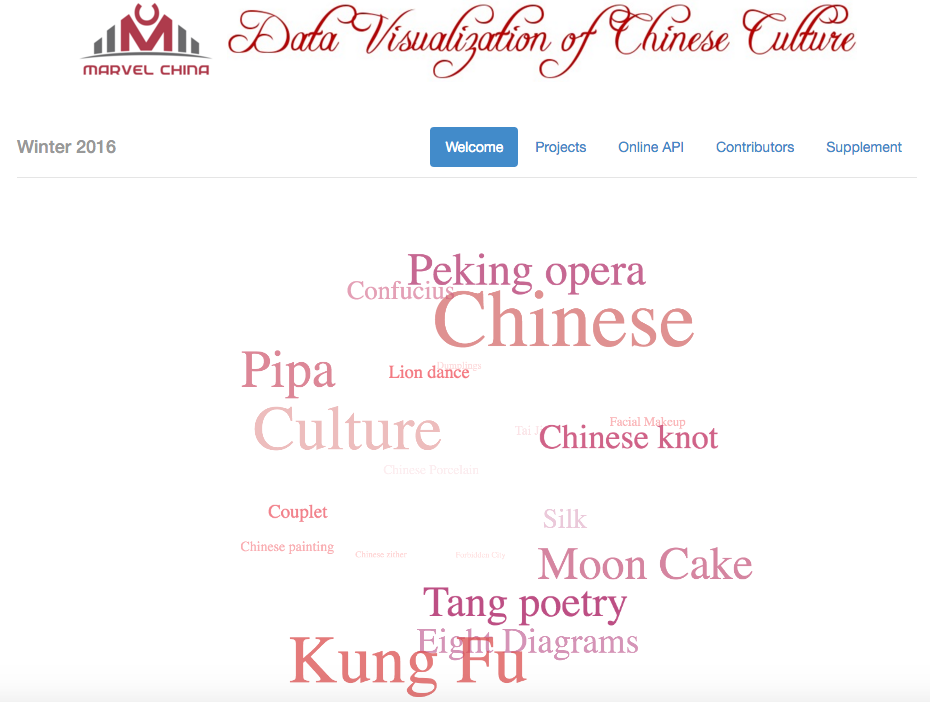 Data Visualization of Chinese Culture
MARVEL CHINA
Winter 2016
Welcome Projects Online API Contributors Supplement
Peking opera
Confucius
Chinese
Pipa
Dumplings
Lion dance
Culture
Facial Makeup
Tai
Chinese knot
Chinese Porcelain
Couplet
Silk
Chinese painting
Chinese zither
Forbidden City
Moon Cake
Tang poetry
Eight Diagrams
Kung Fu